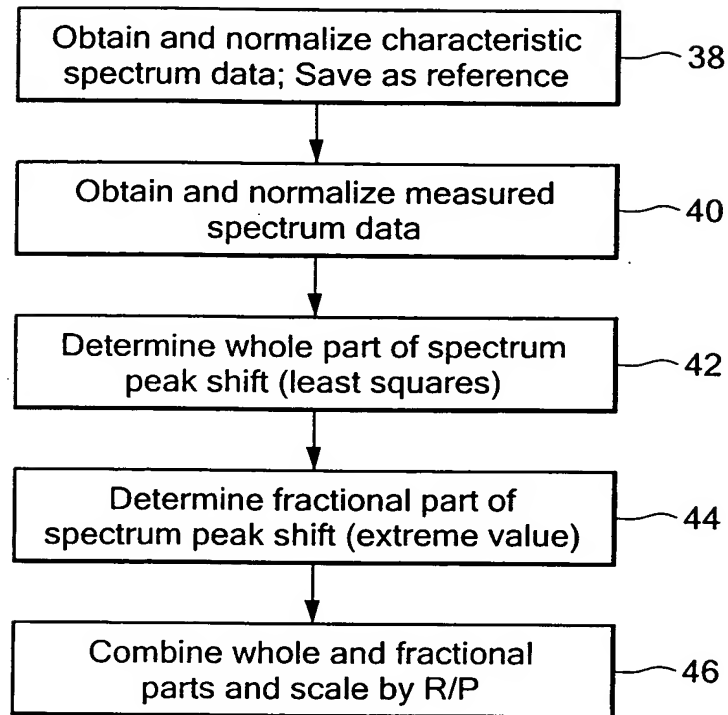 Obtain and normalize characteristic
spectrum data; Save as reference
38
Obtain and normalize measured
spectrum data
40
Determine whole part of spectrum
peak shift (least squares)
42
Determine fractional part of
spectrum peak shift (extreme value)
44
Combine whole and fractional
parts and scale by R/P
46